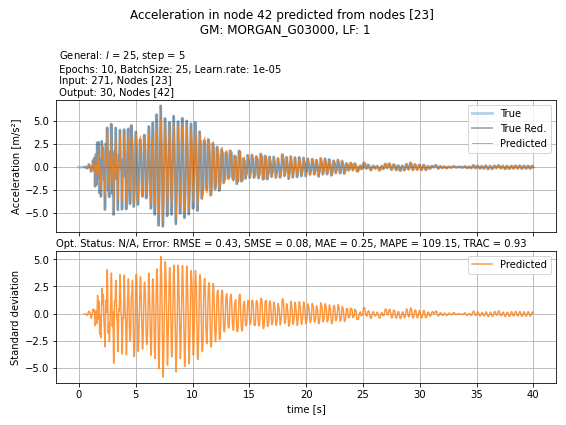 Acceleration in node 42 predicted from nodes [23]
GM: MORGAN_G03000, LF: 1
General: l = 25, step = 5
Epochs: 10, BatchSize: 25, Learn.rate: 1e-05
Input: 271, Nodes [23]
Output: 30, Nodes [42]
Acceleration [m/s²]
5.0
2.5
0.0
−2.5
−5.0
True
True Red.
Predicted
Opt. Status: N/A, Error: RMSE = 0.43, SMSE = 0.08, MAE = 0.25, MAPE = 109.15, TRAC = 0.93
Standard deviation
5.0
2.5
0.0
−2.5
−5.0
Predicted
0 5 10 15 20 25 30 35 40
time [s]